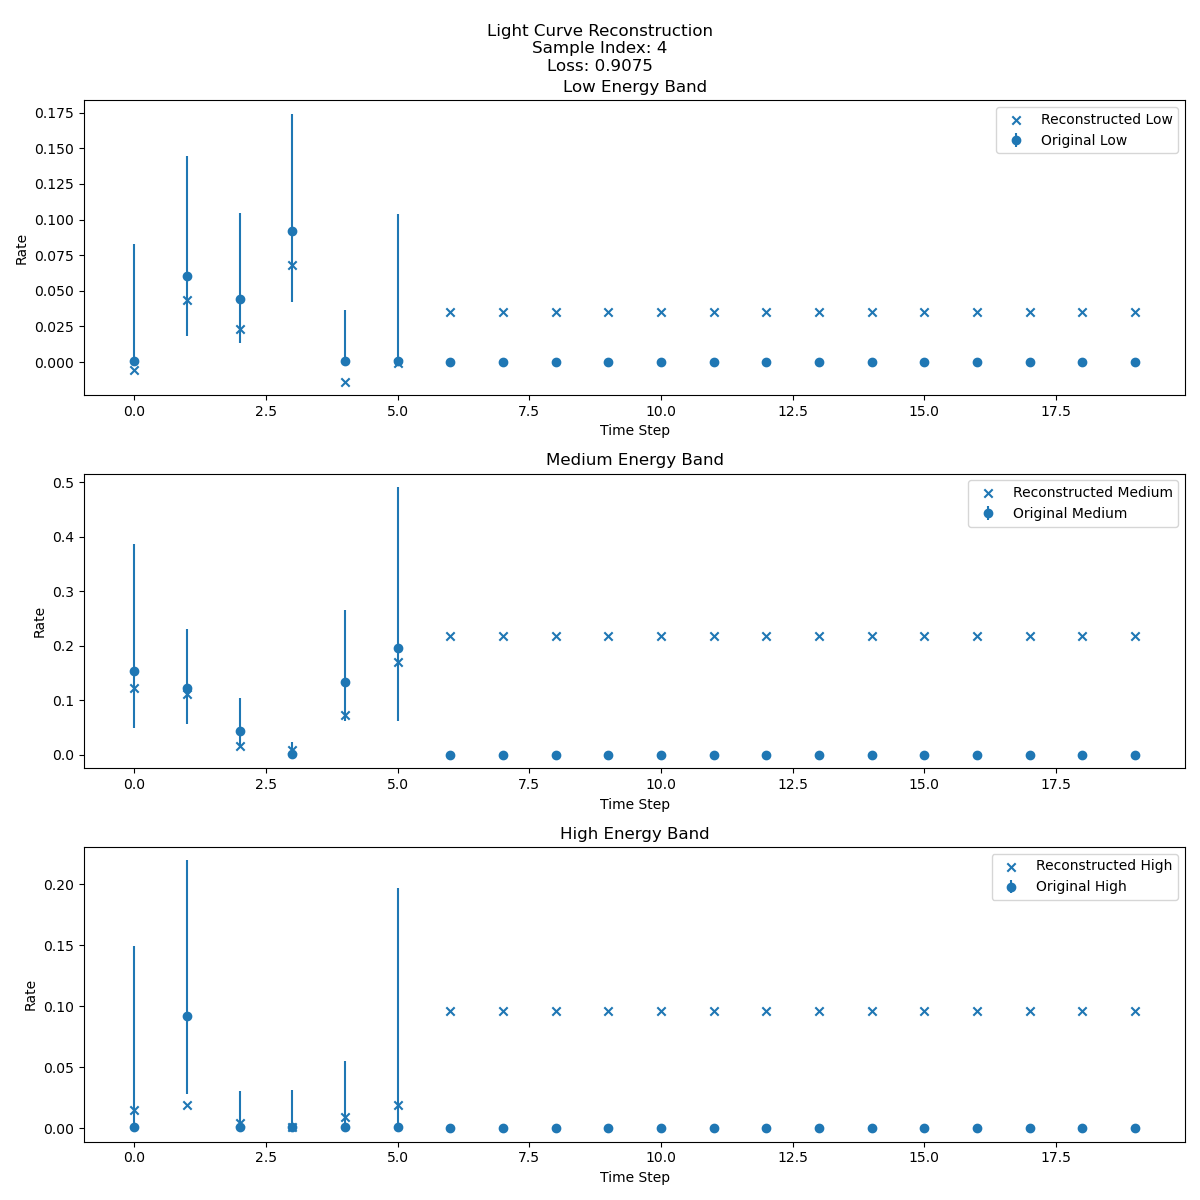 Light Curve Reconstruction
Sample Index: 4
Loss: 0.9075
Low Energy Band
Reconstructed Low
Original Low
0.175
0.150
0.125
0.100
0.075
0.050
0.025
0.000
Rate
0.0 2.5 5.0 7.5 10.0 12.5 15.0 17.5
Time Step
Medium Energy Band
Reconstructed Medium
Original Medium
0.5
0.4
0.3
0.2
0.1
0.0
Rate
0.0 2.5 5.0 7.5 10.0 12.5 15.0 17.5
Time Step
High Energy Band
Reconstructed High
Original High
0.20
0.15
0.10
0.05
0.00
Rate
0.0 2.5 5.0 7.5 10.0 12.5 15.0 17.5
Time Step